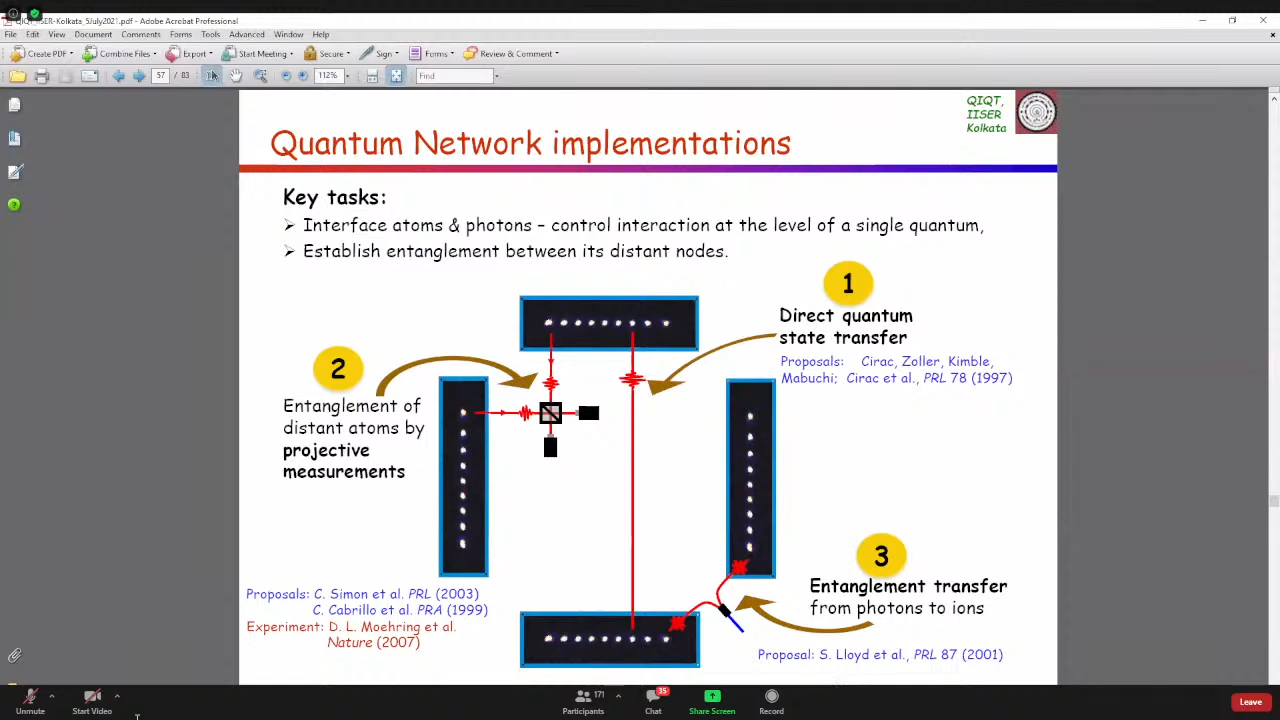 QIQT_IISER-Kolkata_5July2021.pdf - Adobe Acrobat Professional
File Edit View Document Comments Forms Tools Advanced Window Help
Create PDF Combine Files Export Start Meeting Secure Sign Forms Review & Comment
57 / 83 112% Find
QIQT,
IISER
Kolkata
Quantum Network implementations
Key tasks:
➢ Interface atoms & photons – control interaction at the level of a single quantum,
➢ Establish entanglement between its distant nodes.
1
Direct quantum
state transfer
Proposals: Cirac, Zoller, Kimble,
Mabuchi; Cirac et al., PRL 78 (1997)
2
Entanglement of
distant atoms by
projective
measurements
Proposals: C. Simon et al. PRL (2003)
C. Cabrillo et al. PRA (1999)
Experiment: D. L. Moehring et al.
Nature (2007)
3
Entanglement transfer
from photons to ions
Proposal: S. Lloyd et al., PRL 87 (2001)
Unmute Start Video Participants 171 Chat 35 Share Screen Record Leave